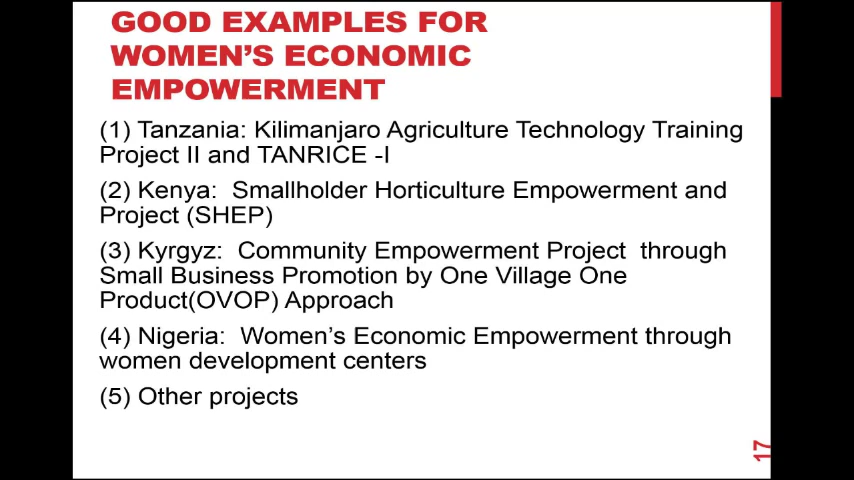 GOOD EXAMPLES FOR
WOMEN'S ECONOMIC
EMPOWERMENT
(1) Tanzania: Kilimanjaro Agriculture Technology Training
Project II and TANRICE -I
(2) Kenya:  Smallholder Horticulture Empowerment and
Project (SHEP)
(3) Kyrgyz:  Community Empowerment Project  through
Small Business Promotion by One Village One
Product(OVOP) Approach
(4) Nigeria:  Women's Economic Empowerment through
women development centers
(5) Other projects
17